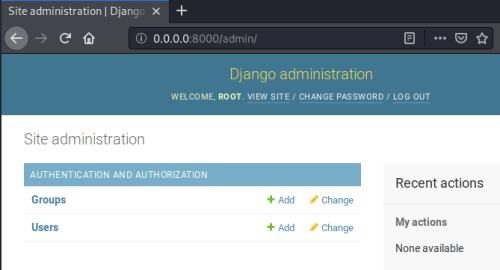 Site administration | Django
0.0.0.0:8000/admin/
Django administration
WELCOME, ROOT. VIEW SITE / CHANGE PASSWORD / LOG OUT
Site administration
AUTHENTICATION AND AUTHORIZATION
Groups Add Change
Users Add Change
Recent actions
My actions
None available